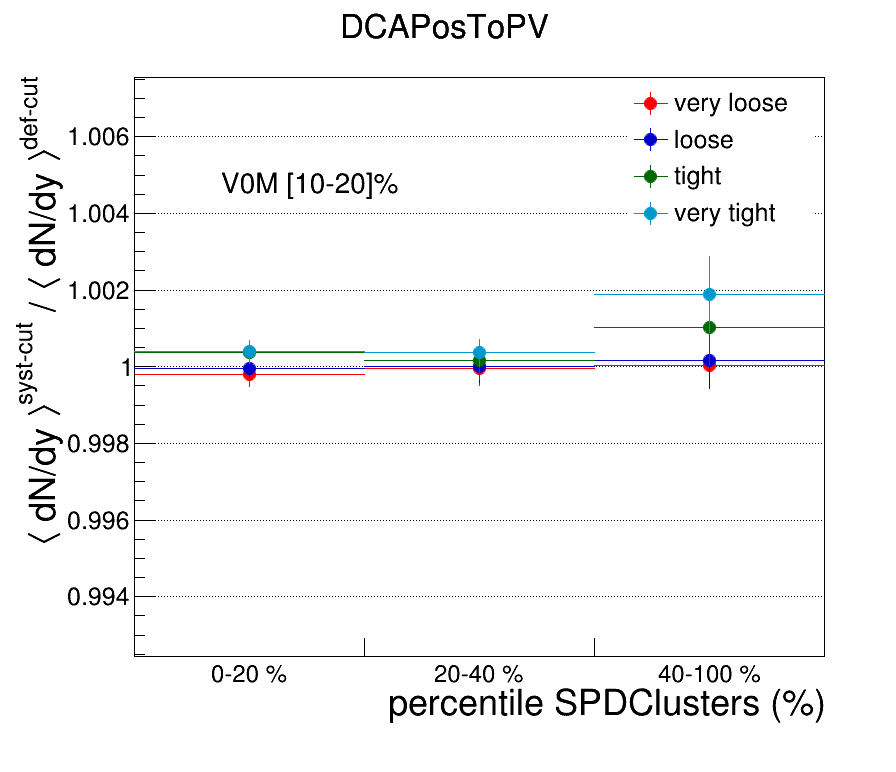 DCAPosToPV
⟨ dN/dy ⟩^syst-cut / ⟨ dN/dy ⟩^def-cut
1.006
1.004
1.002
1
0.998
0.996
0.994
V0M [10-20]%
very loose
loose
tight
very tight
0-20 %
20-40 %
40-100 %
percentile SPDClusters (%)